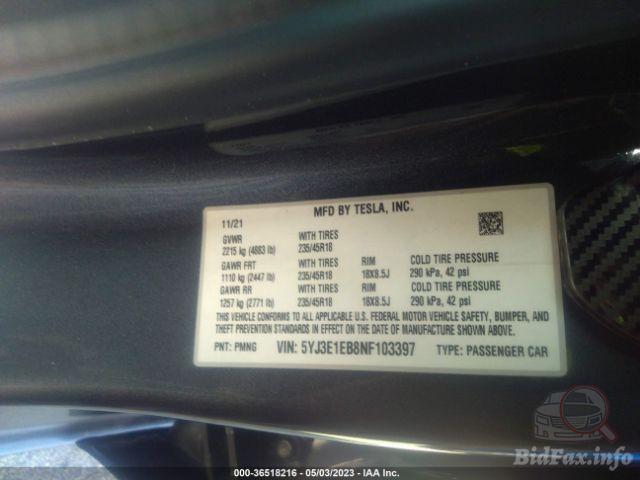 MFD BY TESLA, INC.
11/21
GVWR WITH TIRES
2215 kg (4883 lb) 235/45R18
GAWR FRT WITH TIRES RIM COLD TIRE PRESSURE
1110 kg (2447 lb) 235/45R18 18X8.5J 290 kPa, 42 psi
GAWR RR WITH TIRES RIM COLD TIRE PRESSURE
1257 kg (2771 lb) 235/45R18 18X8.5J 290 kPa, 42 psi
THIS VEHICLE CONFORMS TO ALL APPLICABLE U.S. FEDERAL MOTOR VEHICLE SAFETY, BUMPER, AND
THEFT PREVENTION STANDARDS IN EFFECT ON THE DATE OF MANUFACTURE SHOWN ABOVE.
PNT: PMNG VIN: 5YJ3E1EB8NF103397 TYPE: PASSENGER CAR
BidFax.info
000-36518216 - 05/03/2023 - IAA Inc.